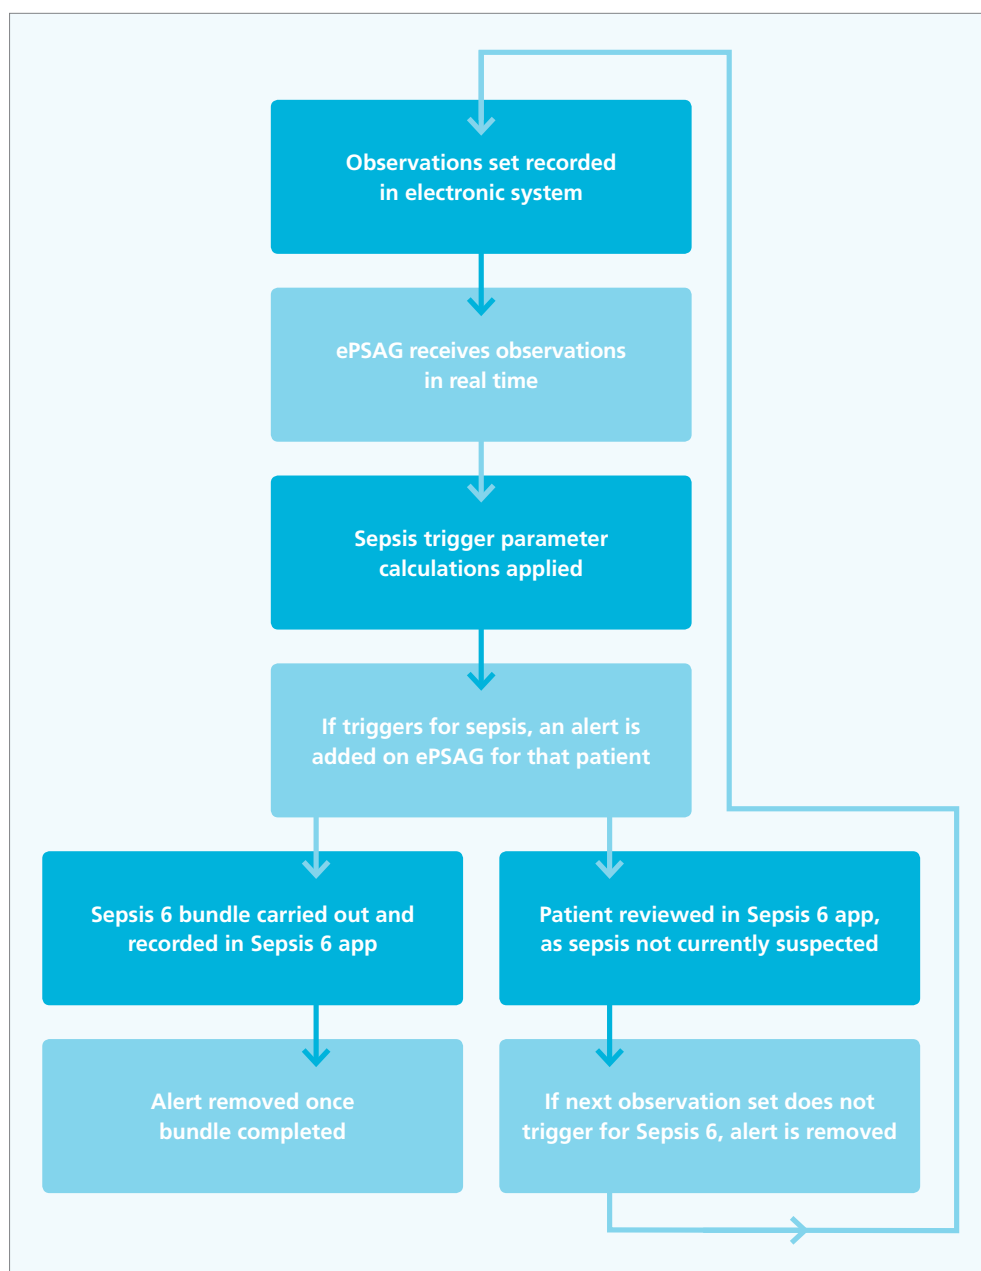 Observations set recorded
in electronic system
ePSAG receives observations
in real time
Sepsis trigger parameter
calculations applied
If triggers for sepsis, an alert is
added on ePSAG for that patient
Sepsis 6 bundle carried out and
recorded in Sepsis 6 app
Patient reviewed in Sepsis 6 app,
as sepsis not currently suspected
Alert removed once
bundle completed
If next observation set does not
trigger for Sepsis 6, alert is removed